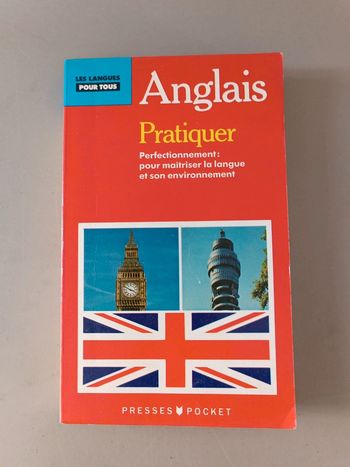 LES LANGUES
POUR TOUS
Anglais
Pratiquer
Perfectionnement :
pour maîtriser la langue
et son environnement
PRESSES POCKET